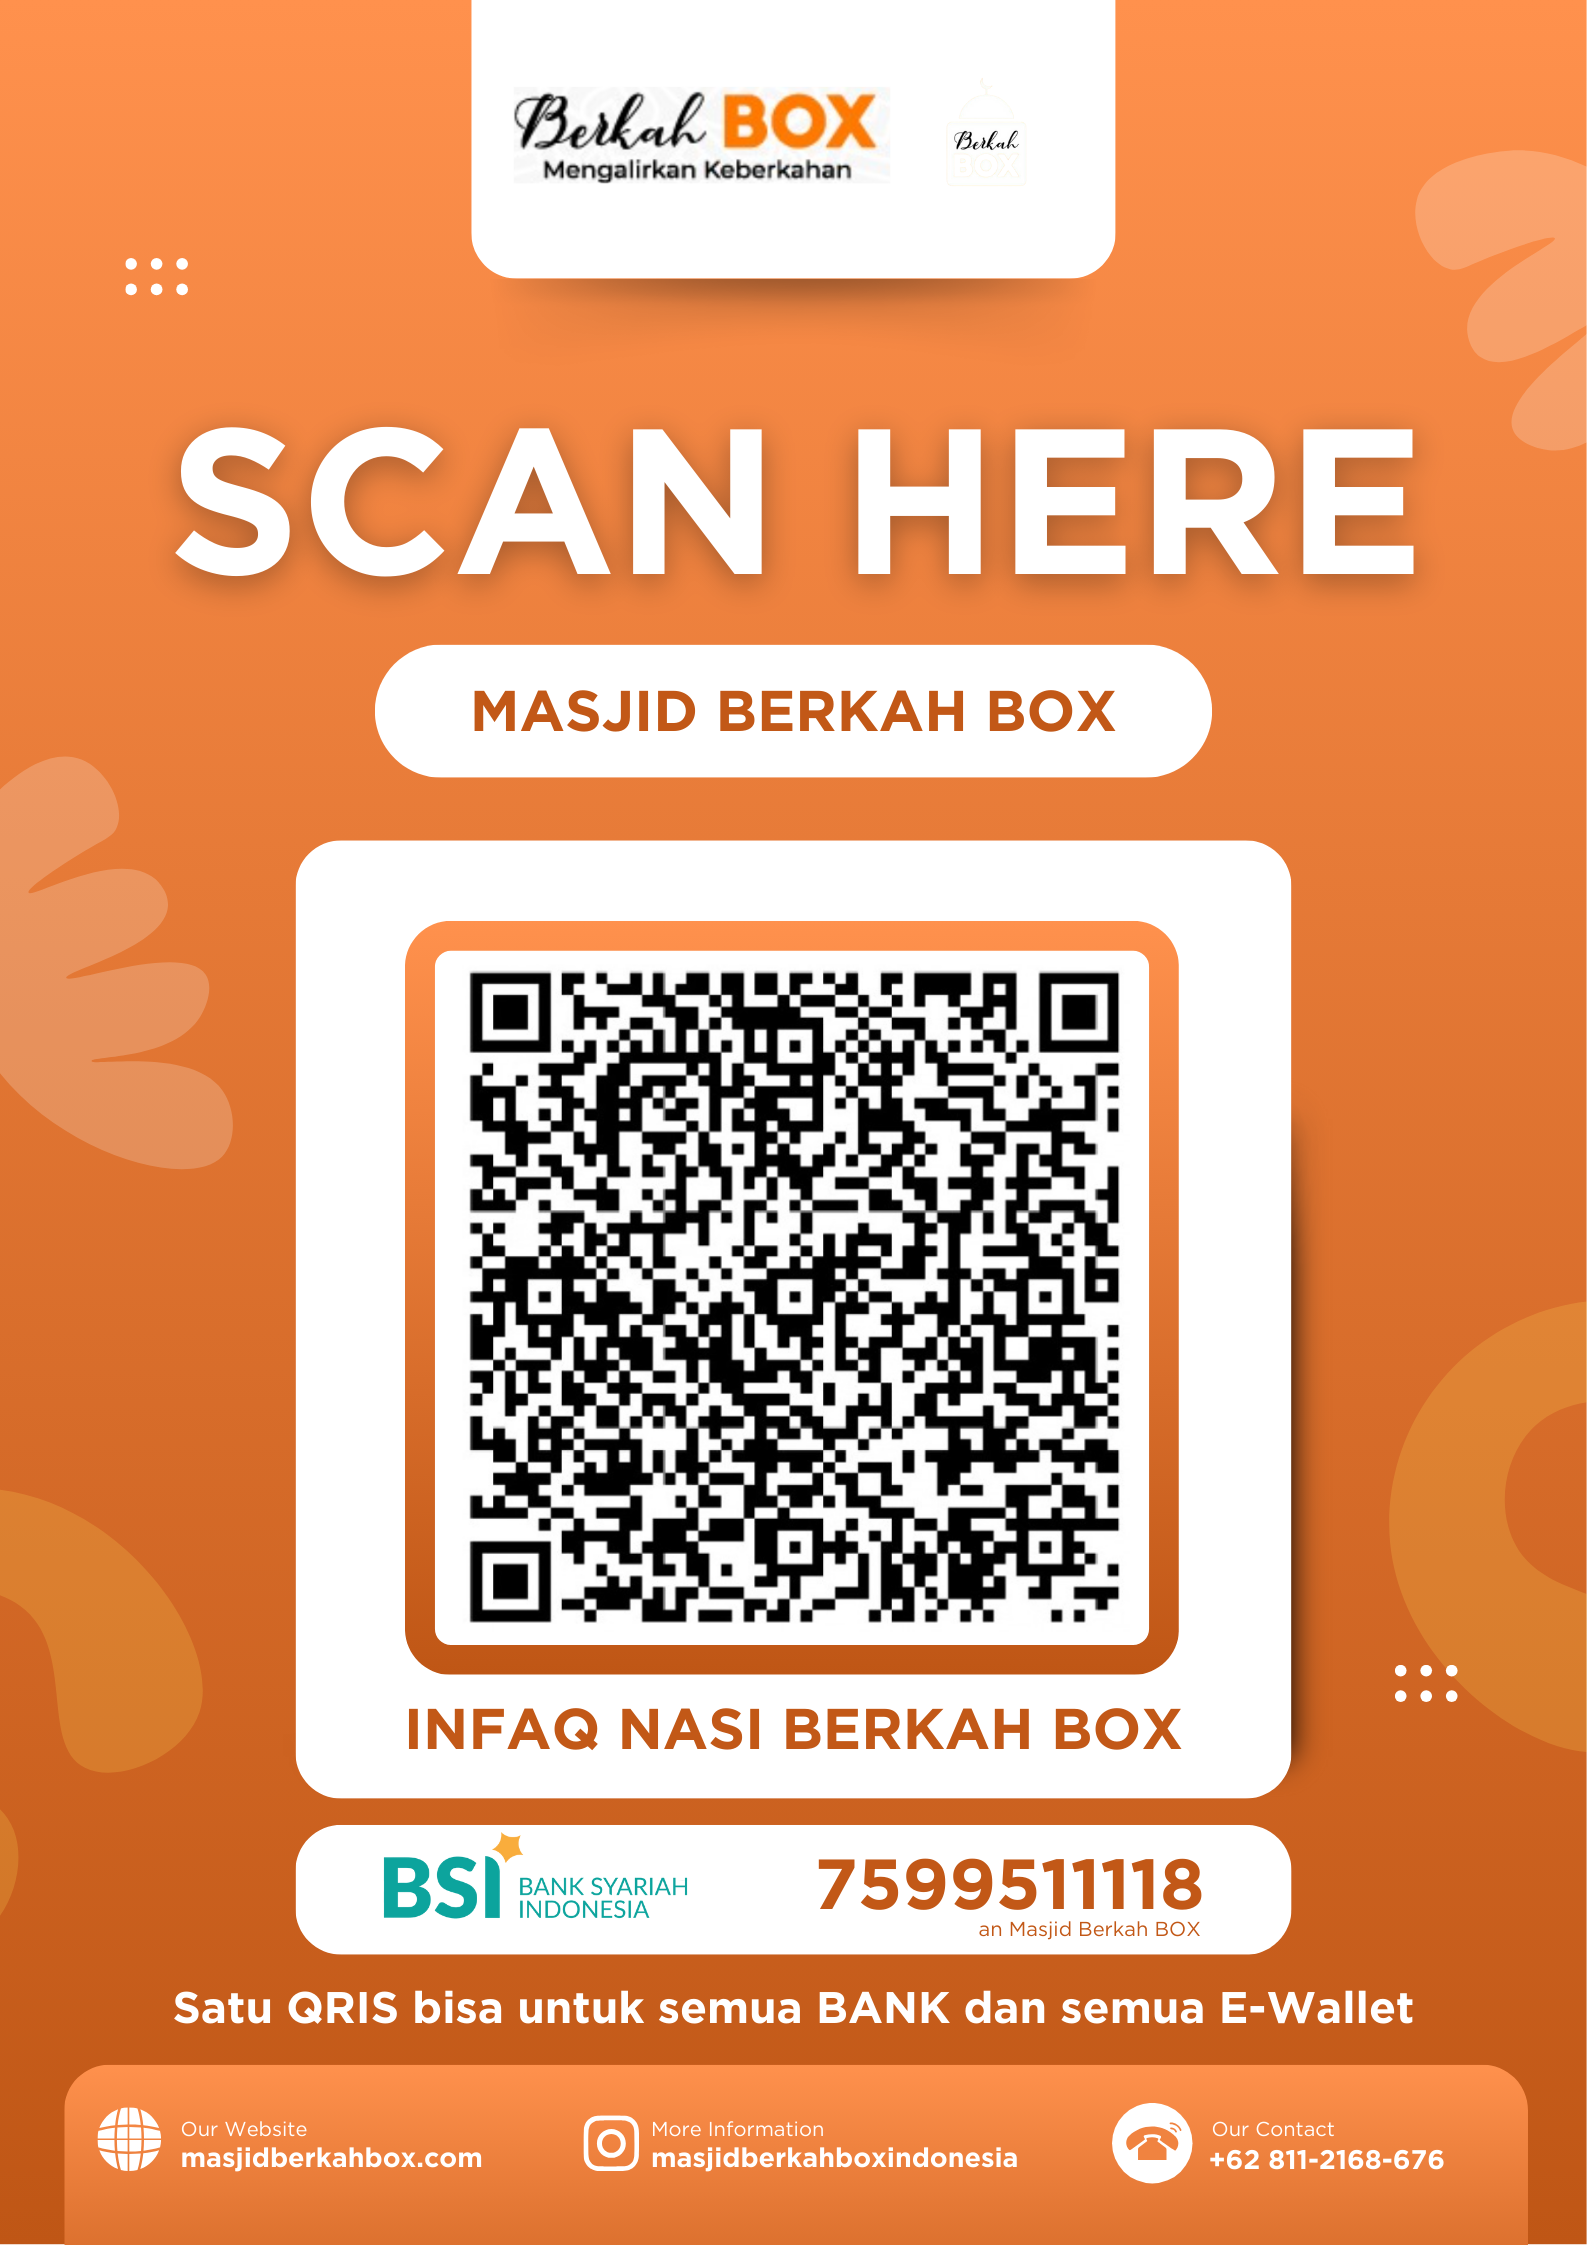 Berkah BOX
Mengalirkan Keberkahan
Berkah
BOX
SCAN HERE
MASJID BERKAH BOX
INFAQ NASI BERKAH BOX
BSI BANK SYARIAH
INDONESIA
7599511118
an Masjid Berkah BOX
Satu QRIS bisa untuk semua BANK dan semua E-Wallet
Our Website
masjidberkahbox.com
More Information
masjidberkahboxindonesia
Our Contact
+62 811-2168-676